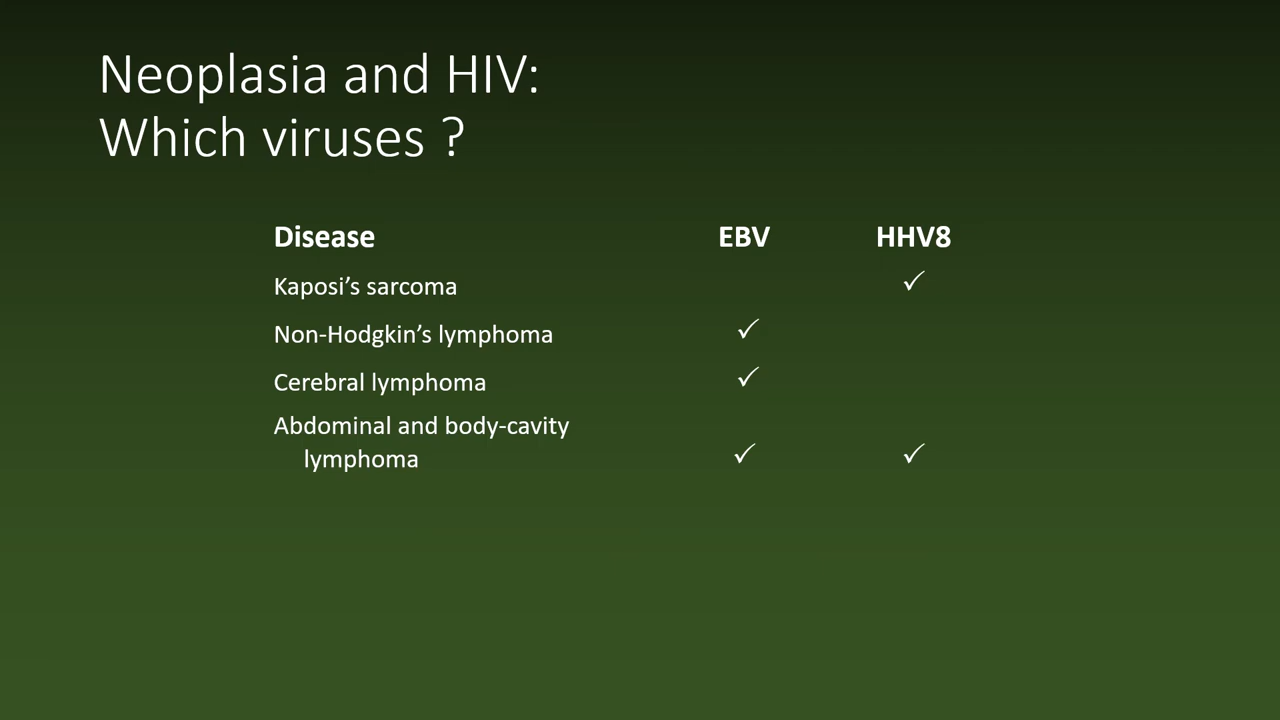 Neoplasia and HIV:
Which viruses ?
Disease EBV HHV8
Kaposi’s sarcoma ✓
Non-Hodgkin’s lymphoma ✓
Cerebral lymphoma ✓
Abdominal and body-cavity
lymphoma ✓ ✓